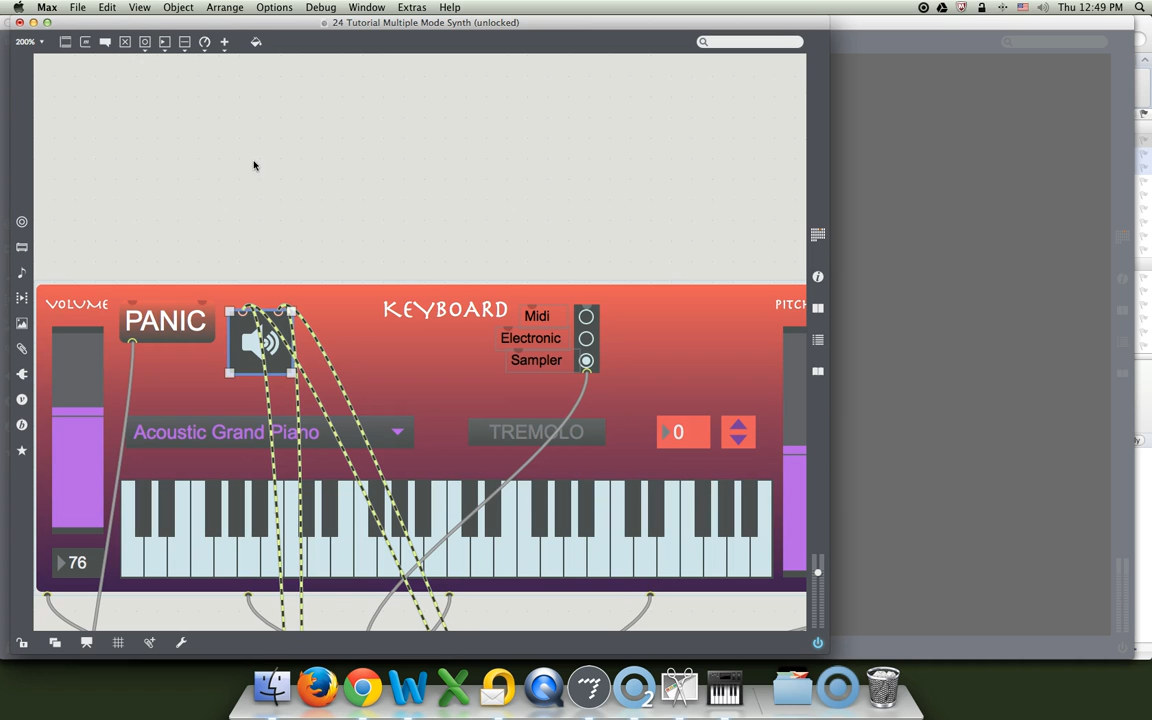 Max File Edit View Object Arrange Options Debug Window Extras Help Thu 12:49 PM
24 Tutorial Multiple Mode Synth (unlocked)
200%
VOLUME PANIC KEYBOARD Midi
Electronic
Sampler
PITCH
Acoustic Grand Piano TREMOLO 0
76
2